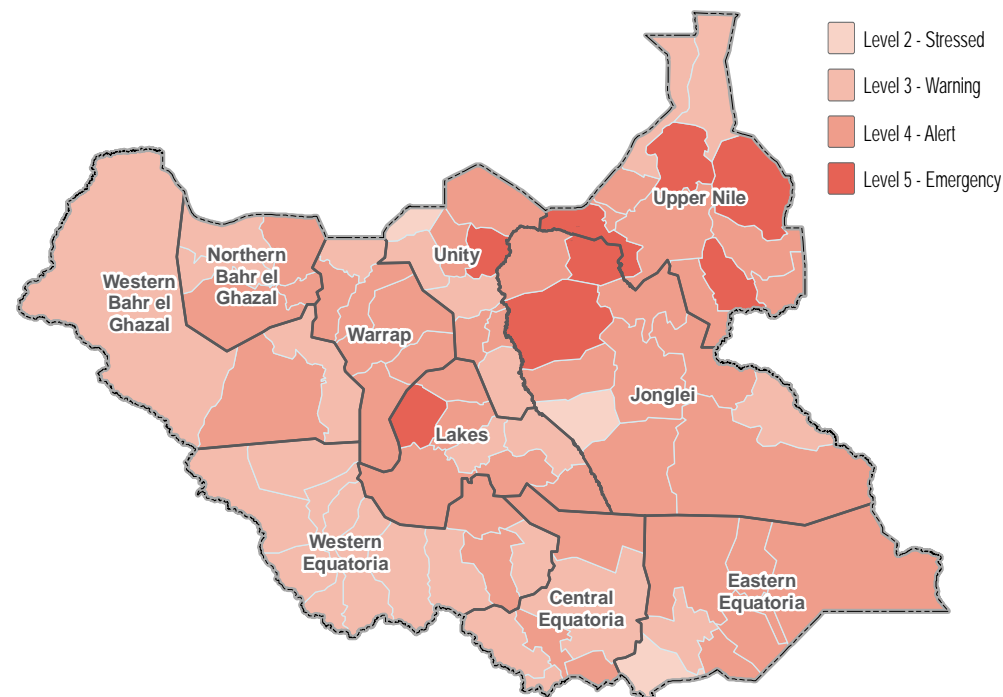 Level 2 - Stressed
Level 3 - Warning
Level 4 - Alert
Level 5 - Emergency
Upper Nile
Unity
Northern
Bahr el
Ghazal
Western
Bahr el
Ghazal
Warrap
Jonglei
Lakes
Western
Equatoria
Central
Equatoria
Eastern
Equatoria